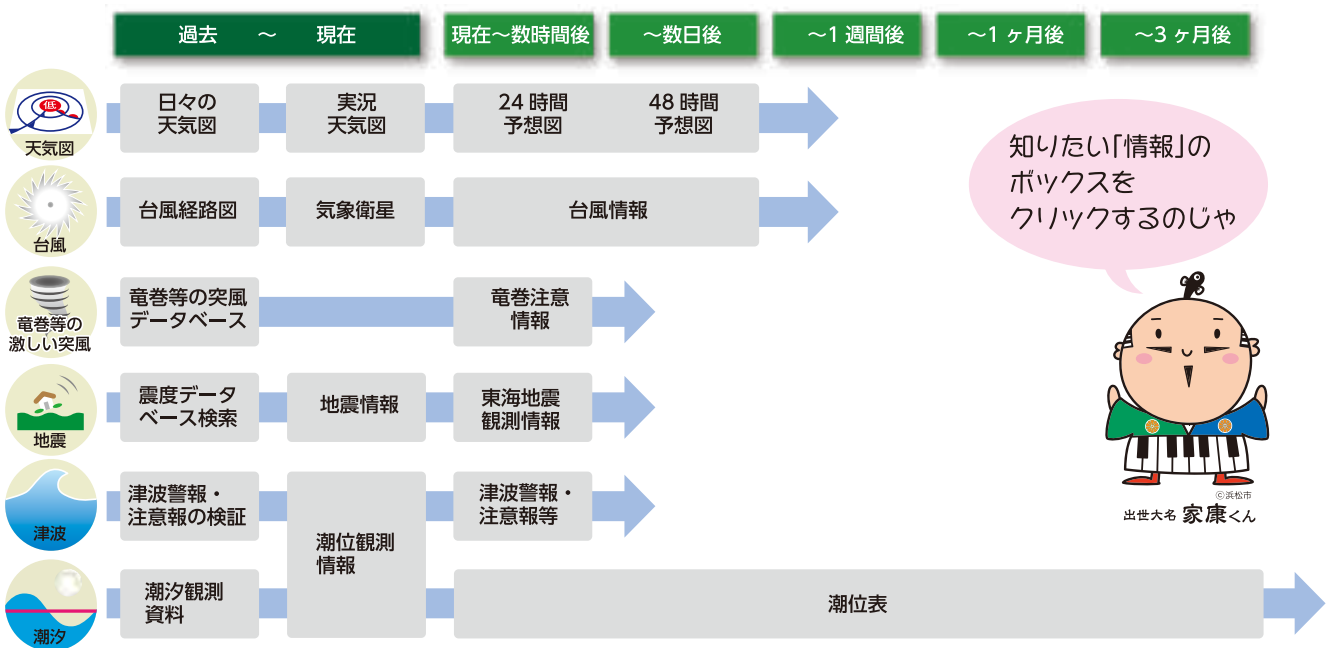 過去 ～ 現在
現在～数時間後
～数日後
～1週間後
～1ヶ月後
～3ヶ月後
低
天気図
日々の
天気図
実況
天気図
24時間
予想図
48時間
予想図
台風
台風経路図
気象衛星
台風情報
竜巻等の
激しい突風
竜巻等の突風
データベース
竜巻注意
情報
地震
震度データ
ベース検索
地震情報
東海地震
観測情報
津波
津波警報・
注意報の検証
潮位観測
情報
津波警報・
注意報等
潮汐
潮汐観測
資料
潮位表
知りたい「情報」の
ボックスを
クリックするのじゃ
©浜松市
出世大名 家康くん